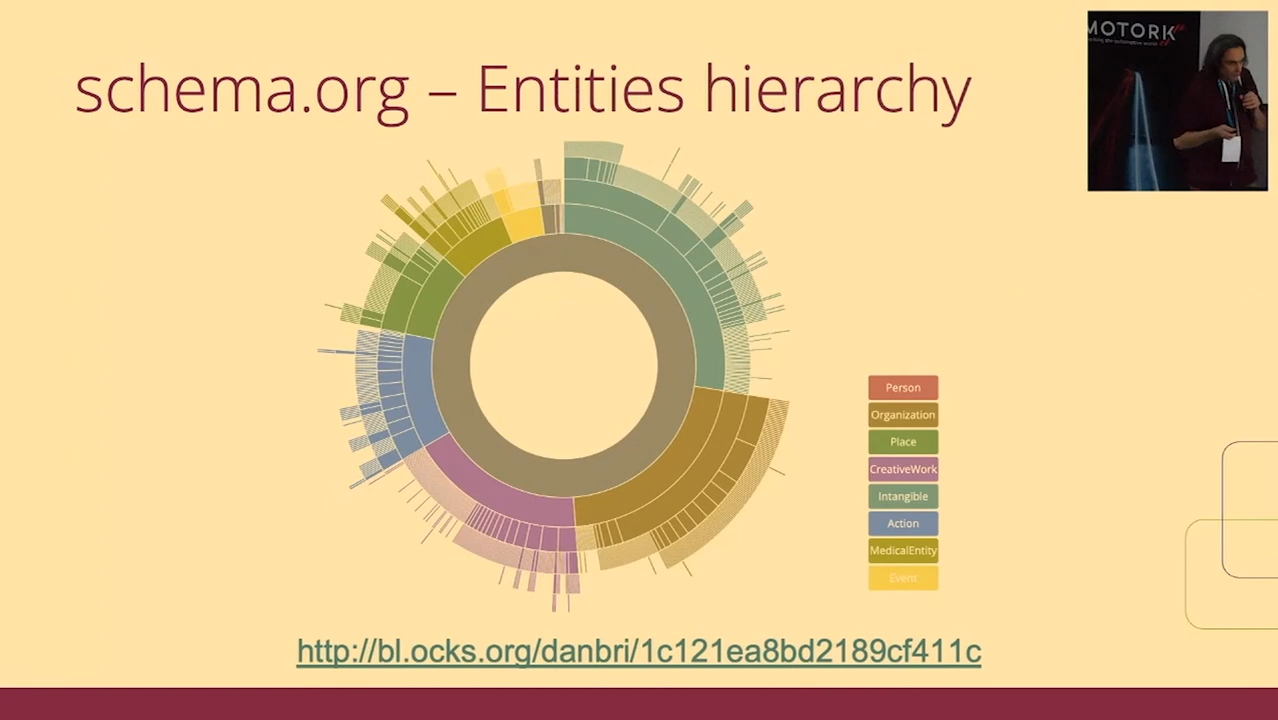 schema.org – Entities hierarchy
MOTORK
Person
Organization
Place
CreativeWork
Intangible
Action
MedicalEntity
Event
http://bl.ocks.org/danbri/1c121ea8bd2189cf411c